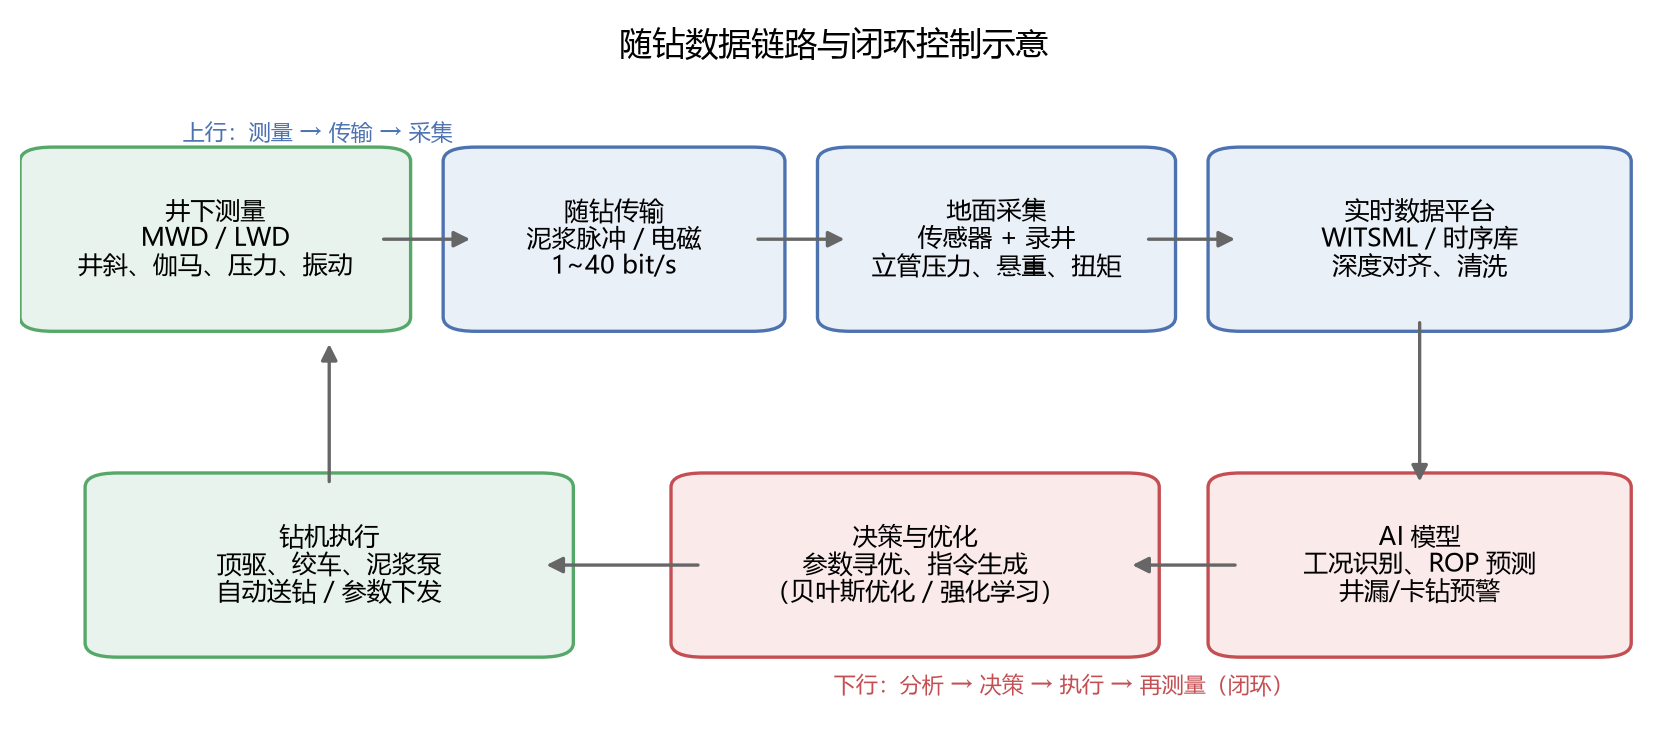 随钻数据链路与闭环控制示意
上行：测量 → 传输 → 采集
井下测量
MWD / LWD
井斜、伽马、压力、振动
随钻传输
泥浆脉冲 / 电磁
1~40 bit/s
地面采集
传感器 + 录井
立管压力、悬重、扭矩
实时数据平台
WITSML / 时序库
深度对齐、清洗
钻机执行
顶驱、绞车、泥浆泵
自动送钻 / 参数下发
决策与优化
参数寻优、指令生成
（贝叶斯优化 / 强化学习）
AI 模型
工况识别、ROP 预测
井漏/卡钻预警
下行：分析 → 决策 → 执行 → 再测量（闭环）